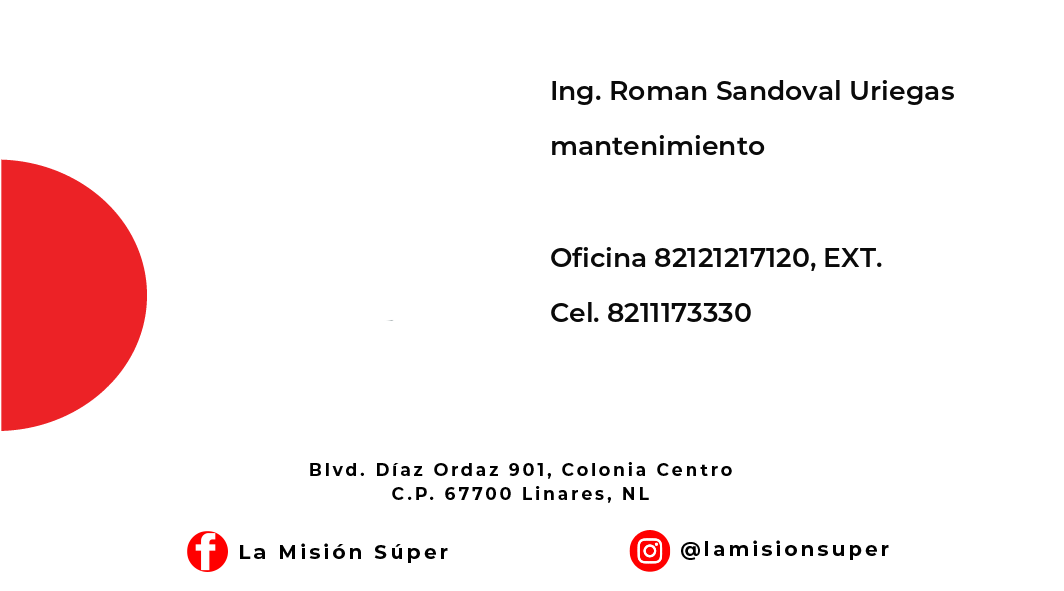 Ing. Roman Sandoval Uriegas
mantenimiento
Oficina 82121217120, EXT.
Cel. 8211173330
Blvd. Díaz Ordaz 901, Colonia Centro
C.P. 67700 Linares, NL
La Misión Súper
@lamisionsuper